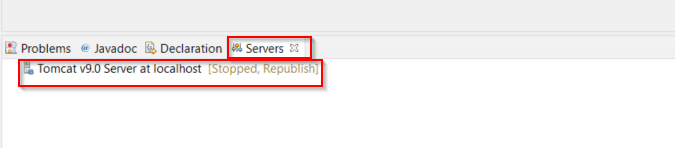 Problems @ Javadoc Declaration Servers
Tomcat v9.0 Server at localhost [Stopped, Republish]